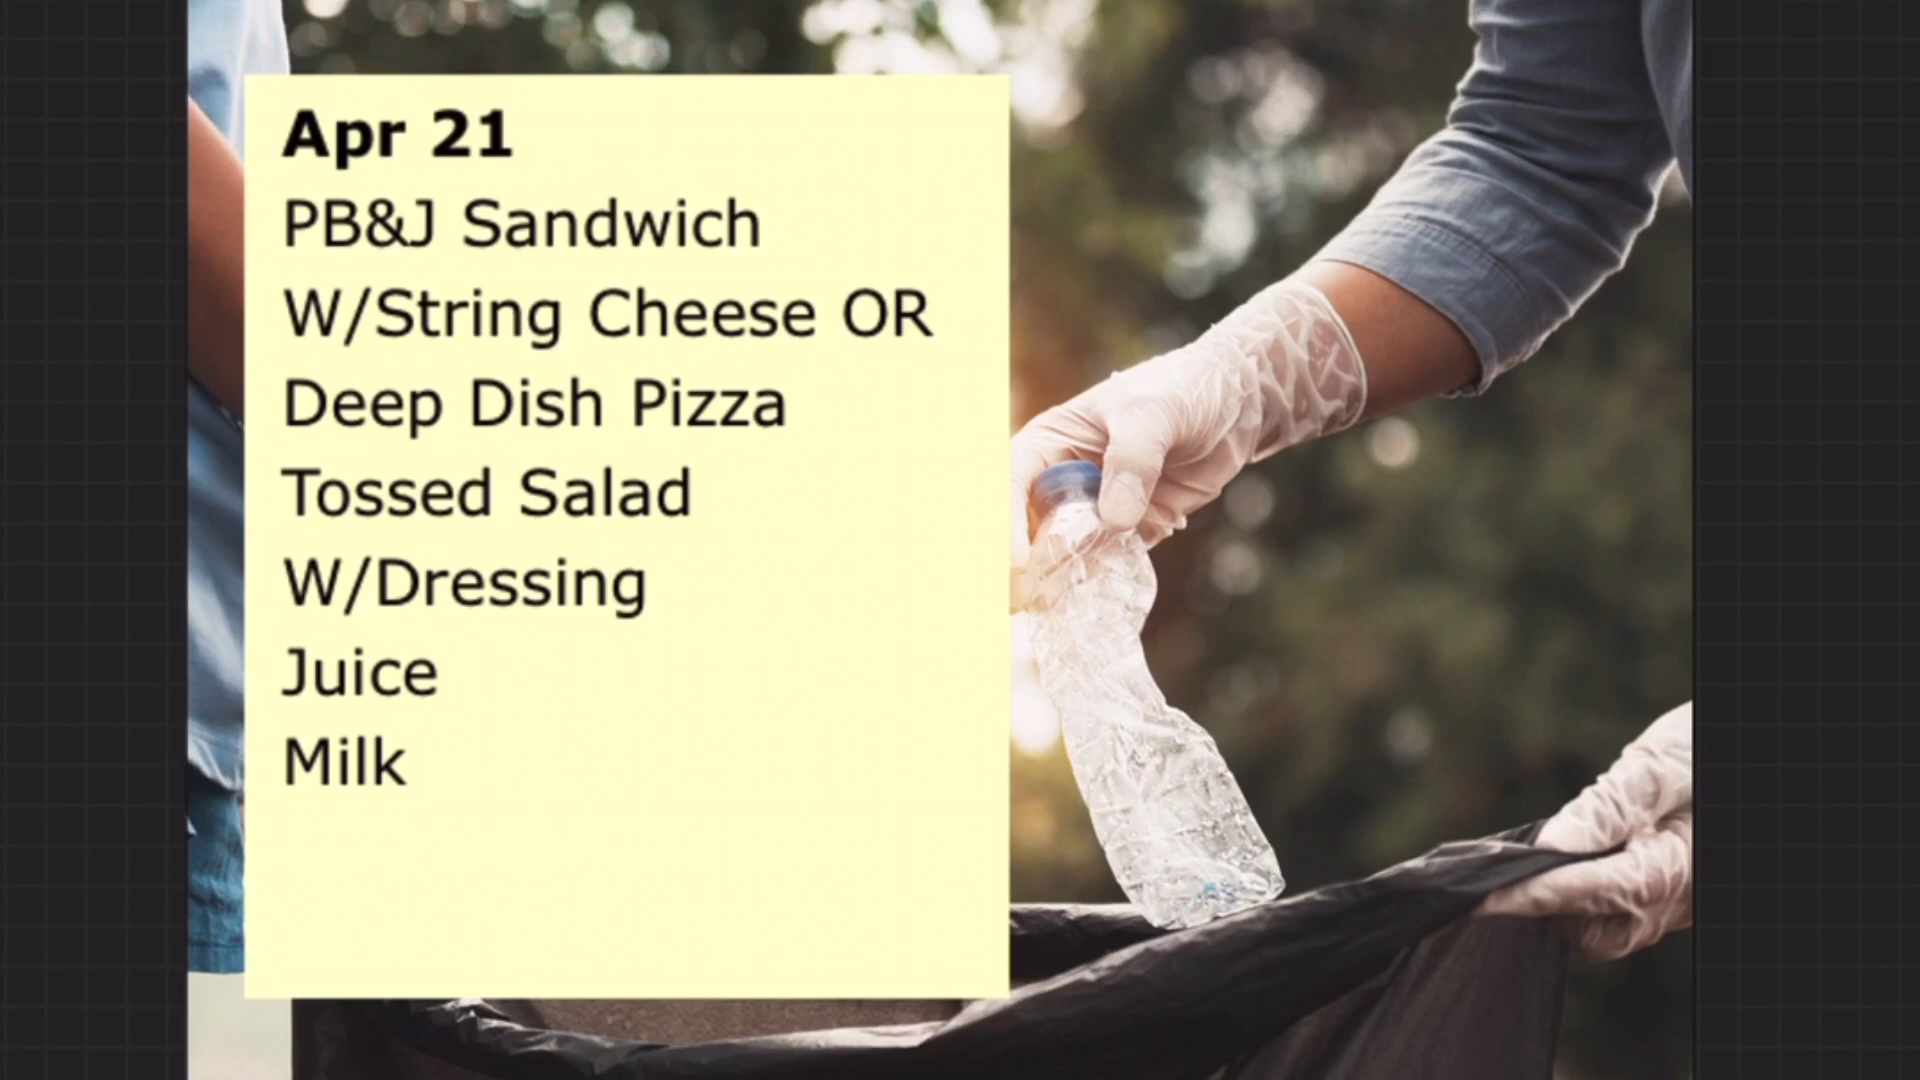 Apr 21
PB&J Sandwich
W/String Cheese OR
Deep Dish Pizza
Tossed Salad
W/Dressing
Juice
Milk